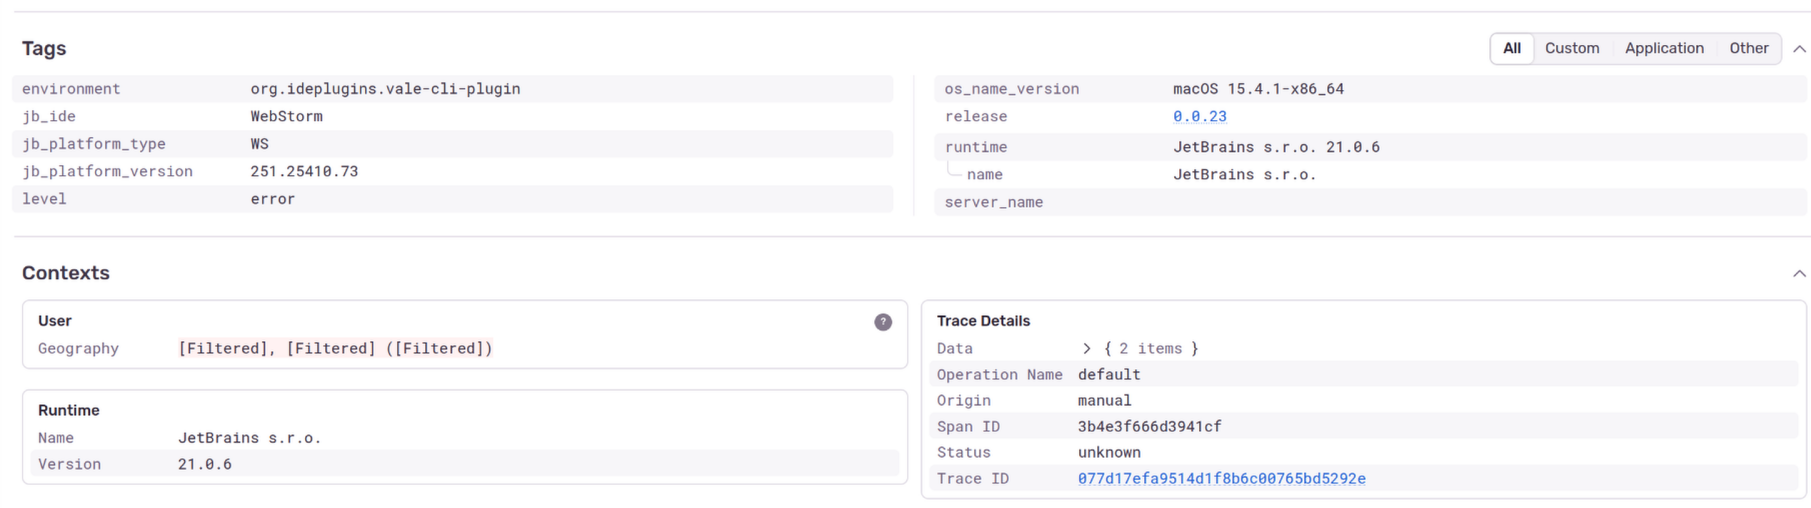 Tags
All Custom Application Other
environment org.ideplugins.vale-cli-plugin
jb_ide WebStorm
jb_platform_type WS
jb_platform_version 251.25410.73
level error
os_name_version macOS 15.4.1-x86_64
release 0.0.23
runtime JetBrains s.r.o. 21.0.6
name JetBrains s.r.o.
server_name
Contexts
User ?
Geography [Filtered], [Filtered] ([Filtered])
Runtime
Name JetBrains s.r.o.
Version 21.0.6
Trace Details
Data > { 2 items }
Operation Name default
Origin manual
Span ID 3b4e3f666d3941cf
Status unknown
Trace ID 077d17efa9514d1f8b6c00765bd5292e